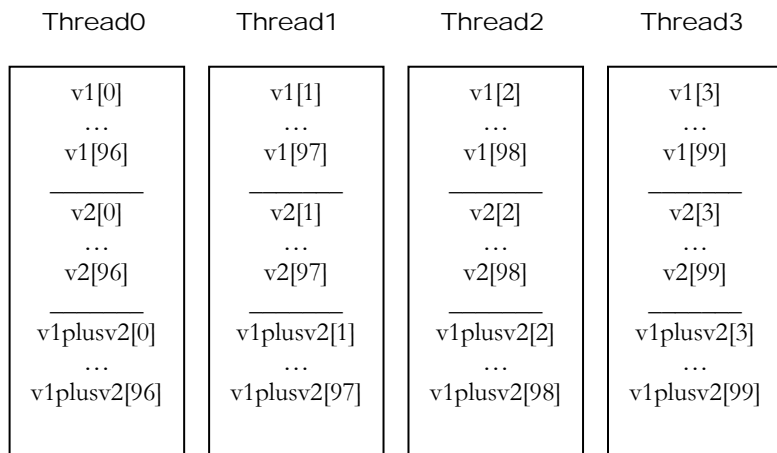 Thread0 Thread1 Thread2 Thread3
v1[0] v1[1] v1[2] v1[3]
… … … …
v1[96] v1[97] v1[98] v1[99]
v2[0] v2[1] v2[2] v2[3]
… … … …
v2[96] v2[97] v2[98] v2[99]
v1plusv2[0] v1plusv2[1] v1plusv2[2] v1plusv2[3]
… … … …
v1plusv2[96] v1plusv2[97] v1plusv2[98] v1plusv2[99]